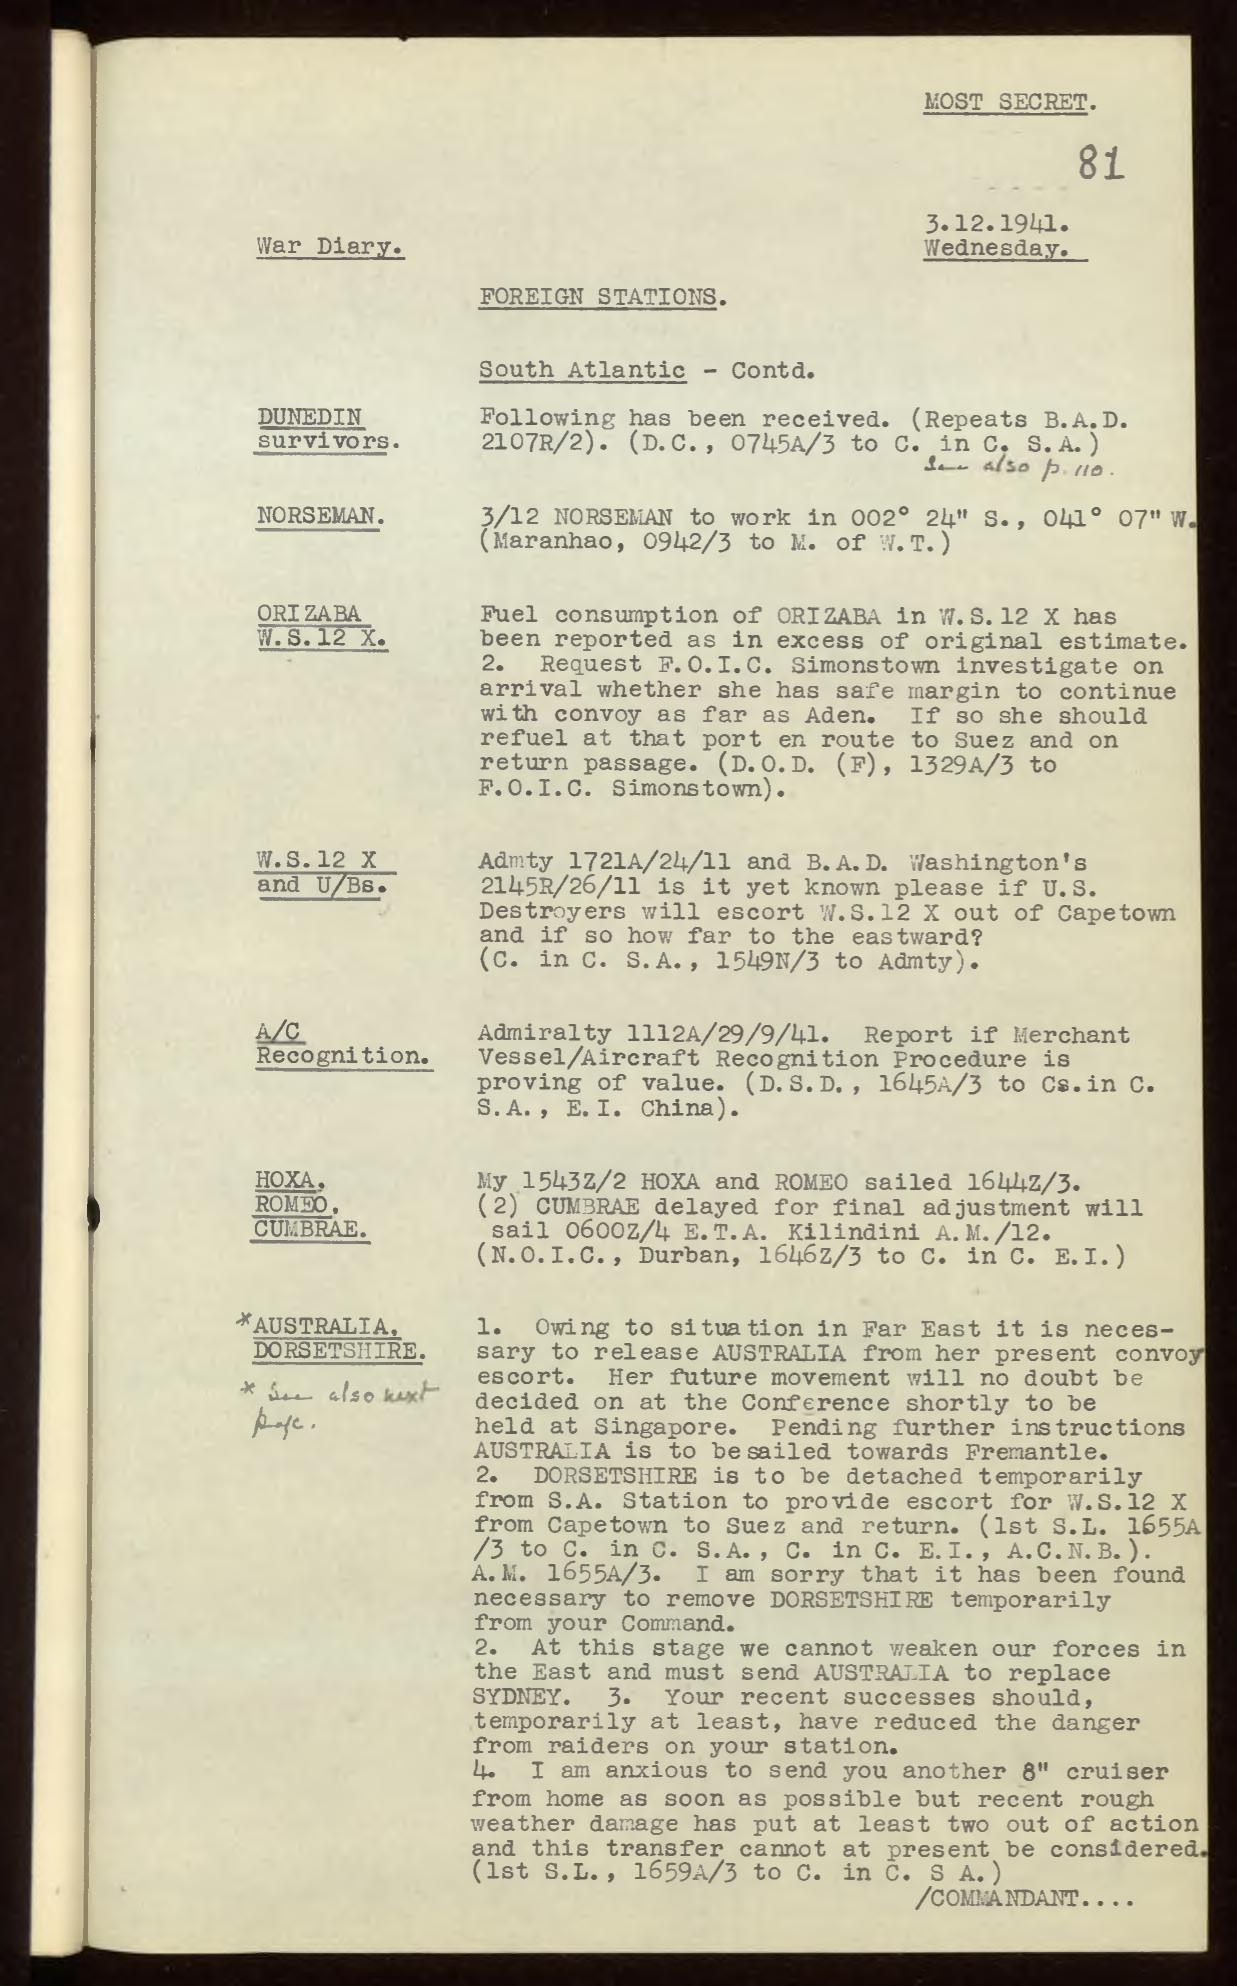 MOST SECRET.
81
3.12.1941.
War Diary.
Wednesday.
FOREIGN STATIONS.
South Atlantic - Contd.
DUNEDIN
survivors.
Following has been received. (Repeats B.A.D.
2107R/2). (D.C., 0745A/3 to C. in C. S.A.)
See also p. 110.
NORSEMAN.
3/12 NORSEMAN to work in 002° 24" S., 041° 07" W.
(Maranhao, 0942/3 to M. of W.T.)
ORIZABA
W.S.12 X.
Fuel consumption of ORIZABA in W.S.12 X has
been reported as in excess of original estimate.
2. Request F.O.I.C. Simonstown investigate on
arrival whether she has safe margin to continue
with convoy as far as Aden. If so she should
refuel at that port en route to Suez and on
return passage. (D.O.D. (F), 1329A/3 to
F.O.I.C. Simonstown).
W.S.12 X
and U/Bs.
Admty 1721A/24/11 and B.A.D. Washington's
2145R/26/11 is it yet known please if U.S.
Destroyers will escort W.S.12 X out of Capetown
and if so how far to the eastward?
(C. in C. S.A., 1549N/3 to Admty).
A/C
Recognition.
Admiralty 1112A/29/9/41. Report if Merchant
Vessel/Aircraft Recognition Procedure is
proving of value. (D.S.D., 1645A/3 to Cs.in C.
S.A., E.I. China).
HOXA,
ROMEO,
CUMBRAE.
My 1543Z/2 HOXA and ROMEO sailed 1644Z/3.
(2) CUMBRAE delayed for final adjustment will
sail 0600Z/4 E.T.A. Kilindini A.M./12.
(N.O.I.C., Durban, 1646Z/3 to C. in C. E.I.)
*AUSTRALIA,
DORSETSHIRE.
* See also next
page.
1. Owing to situation in Far East it is neces-
sary to release AUSTRALIA from her present convoy
escort. Her future movement will no doubt be
decided on at the Conference shortly to be
held at Singapore. Pending further instructions
AUSTRALIA is to be sailed towards Fremantle.
2. DORSETSHIRE is to be detached temporarily
from S.A. Station to provide escort for W.S.12 X
from Capetown to Suez and return. (1st S.L. 1655A
/3 to C. in C. S.A., C. in C. E.I., A.C.N.B.).
A.M. 1655A/3. I am sorry that it has been found
necessary to remove DORSETSHIRE temporarily
from your Command.
2. At this stage we cannot weaken our forces in
the East and must send AUSTRALIA to replace
SYDNEY. 3. Your recent successes should,
temporarily at least, have reduced the danger
from raiders on your station.
4. I am anxious to send you another 8" cruiser
from home as soon as possible but recent rough
weather damage has put at least two out of action
and this transfer cannot at present be considered.
(1st S.L., 1659A/3 to C. in C. S A.)
/COMMANDANT....